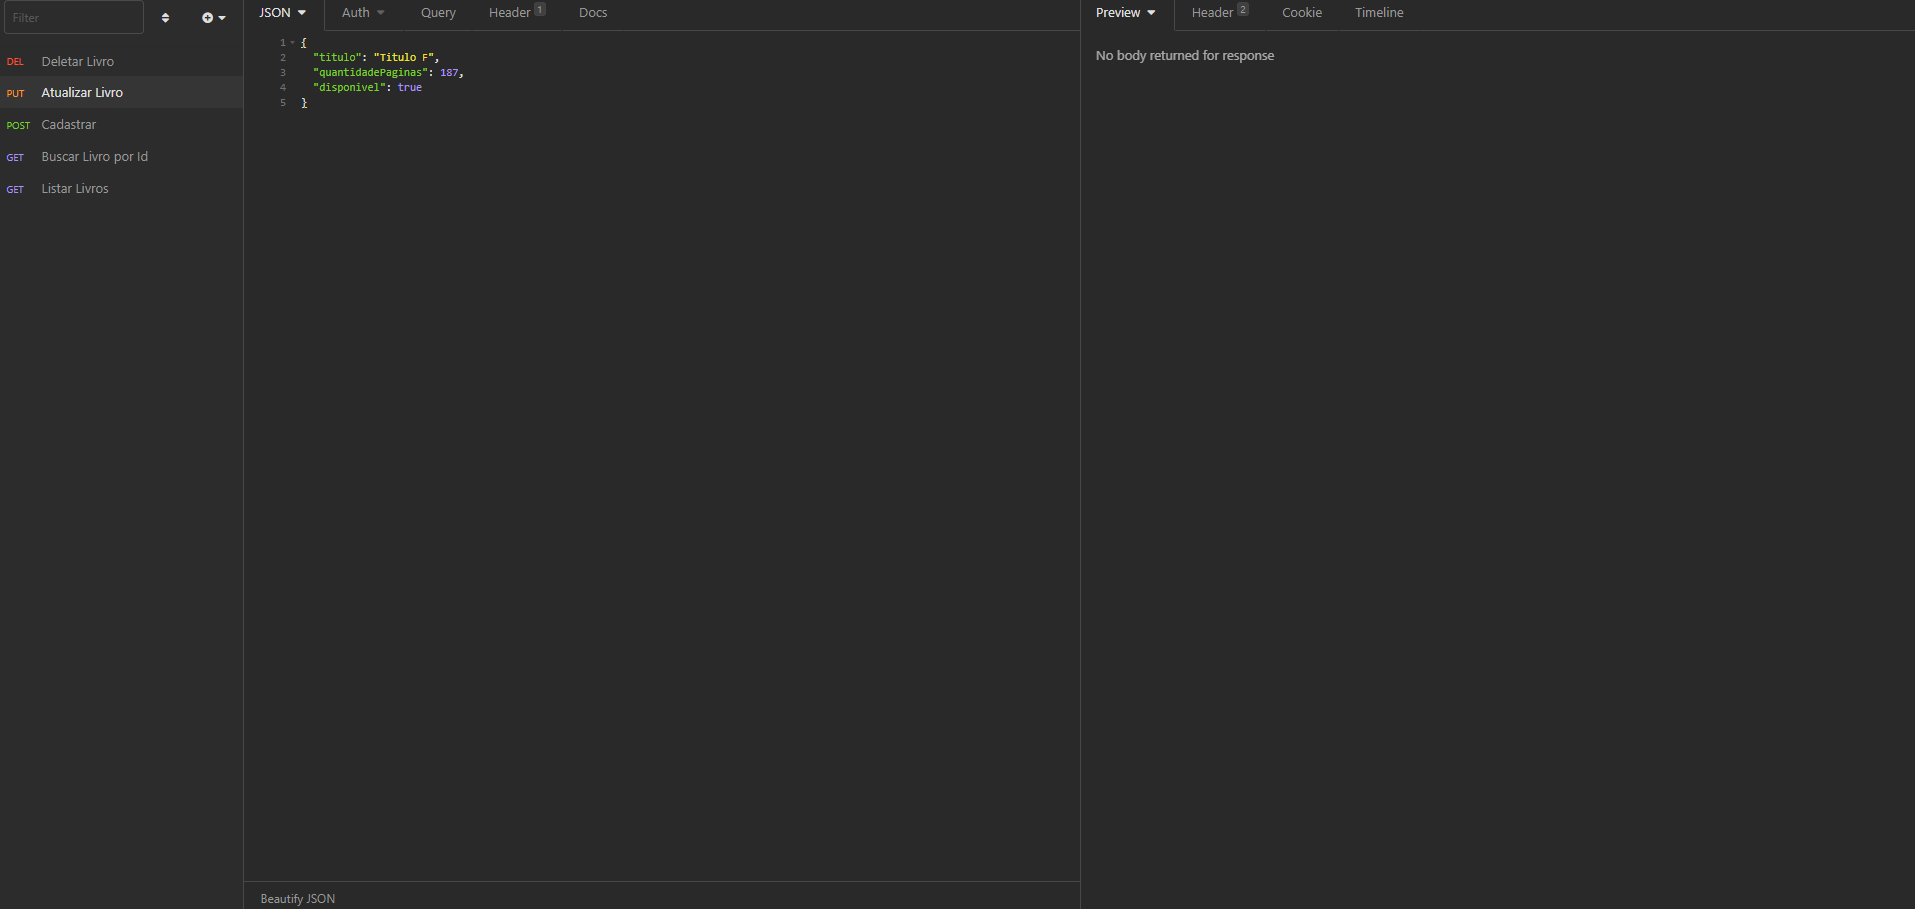 Filter
DEL Deletar Livro
PUT Atualizar Livro
POST Cadastrar
GET Buscar Livro por Id
GET Listar Livros
JSON Auth Query Header 1 Docs
1 {
2 "titulo": "Titulo F",
3 "quantidadePaginas": 187,
4 "disponivel": true
5 }
Beautify JSON
Preview Header 2 Cookie Timeline
No body returned for response